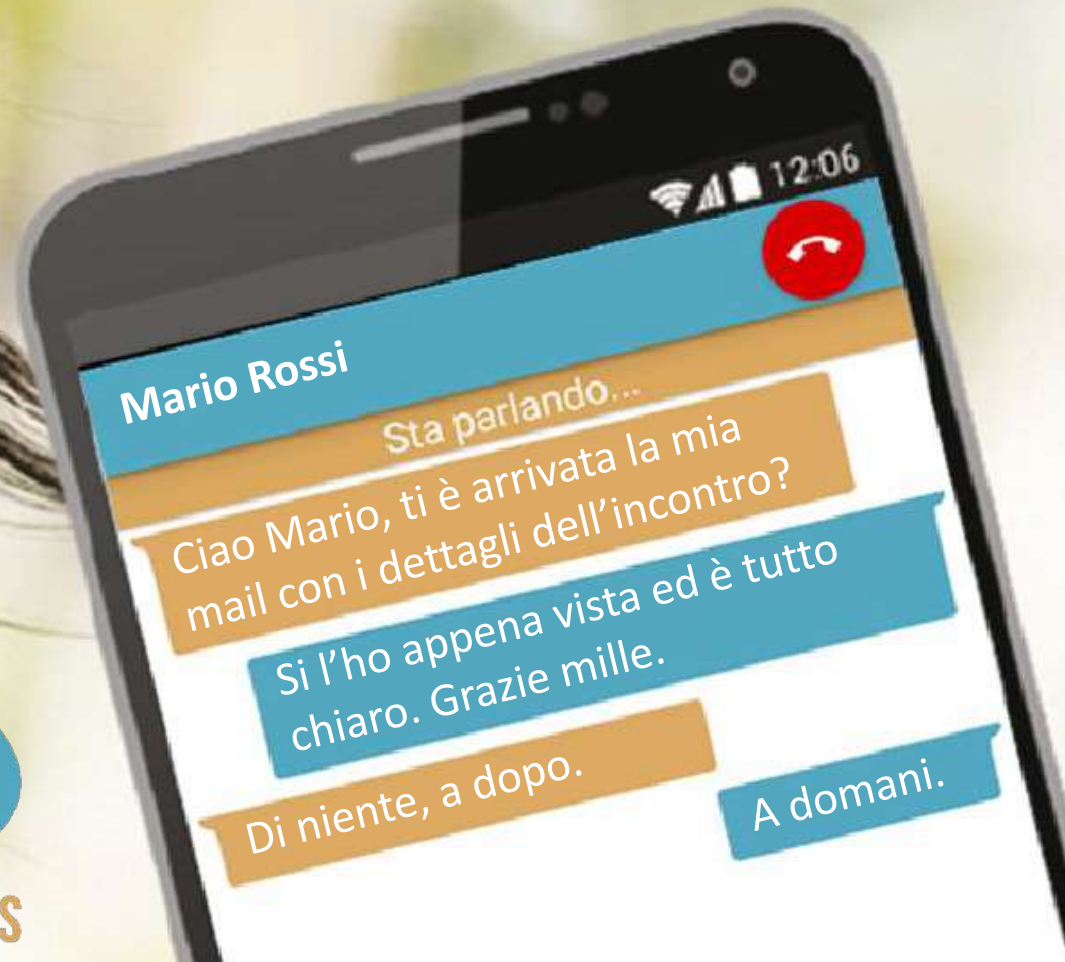 12:06
Mario Rossi
Sta parlando...
Ciao Mario, ti è arrivata la mia
mail con i dettagli dell’incontro?
Si l’ho appena vista ed è tutto
chiaro. Grazie mille.
Di niente, a dopo.
A domani.